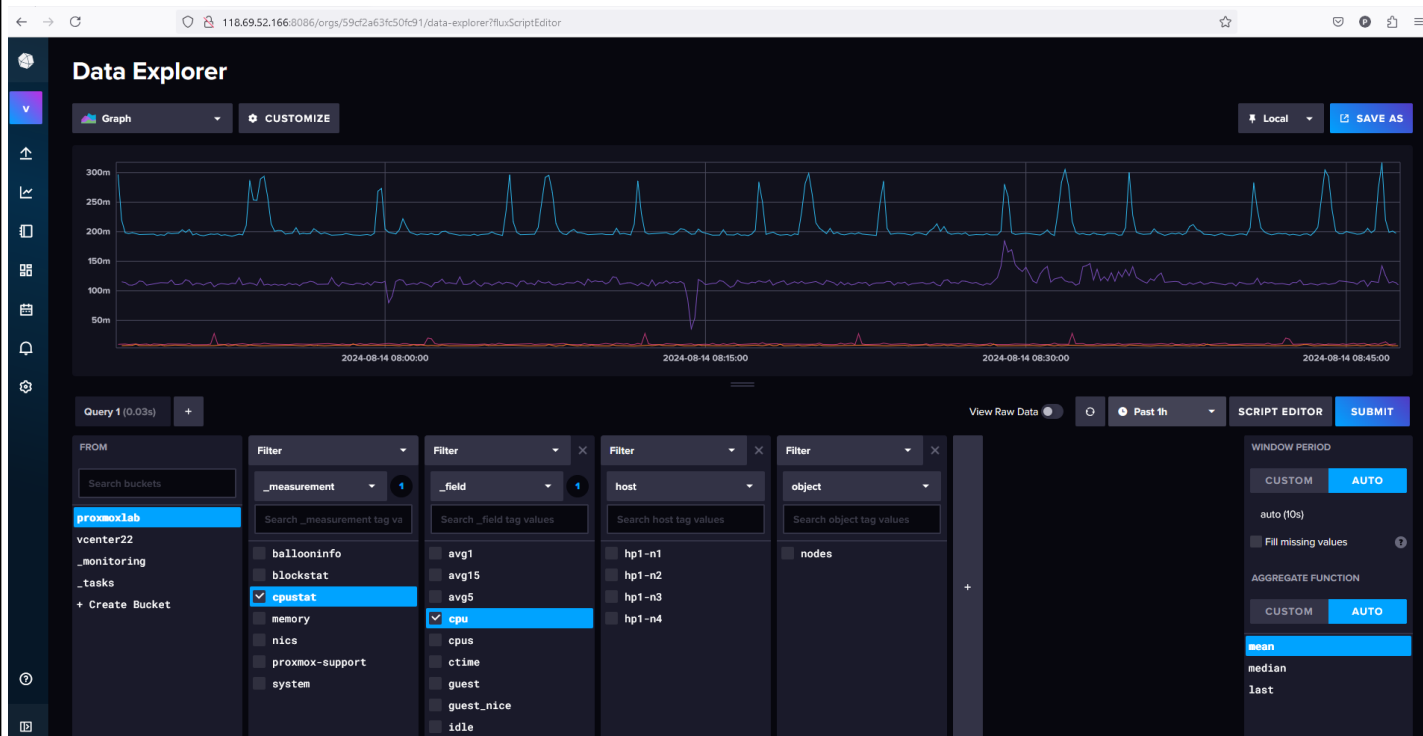 118.69.52.166:8086/orgs/59cf2a63fc50fc91/data-explorer?fluxScriptEditor
P
Data Explorer
V
Graph
CUSTOMIZE
Local
SAVE AS
300m
250m
200m
150m
100m
50m
2024-08-14 08:00:00
2024-08-14 08:15:00
2024-08-14 08:30:00
2024-08-14 08:45:00
Query 1 (0.03s)
+
View Raw Data
Past 1h
SCRIPT EDITOR
SUBMIT
FROM
Search buckets
proxmoxlab
vcenter22
_monitoring
_tasks
+ Create Bucket
Filter
_measurement
1
Search _measurement tag va
ballooninfo
blockstat
cpustat
memory
nics
proxmox-support
system
Filter
_field
1
Search _field tag values
avg1
avg15
avg5
cpu
cpus
ctime
guest
guest_nice
idle
Filter
host
Search host tag values
hp1-n1
hp1-n2
hp1-n3
hp1-n4
Filter
object
Search object tag values
nodes
+
WINDOW PERIOD
CUSTOM
AUTO
auto (10s)
Fill missing values
?
AGGREGATE FUNCTION
CUSTOM
AUTO
mean
median
last